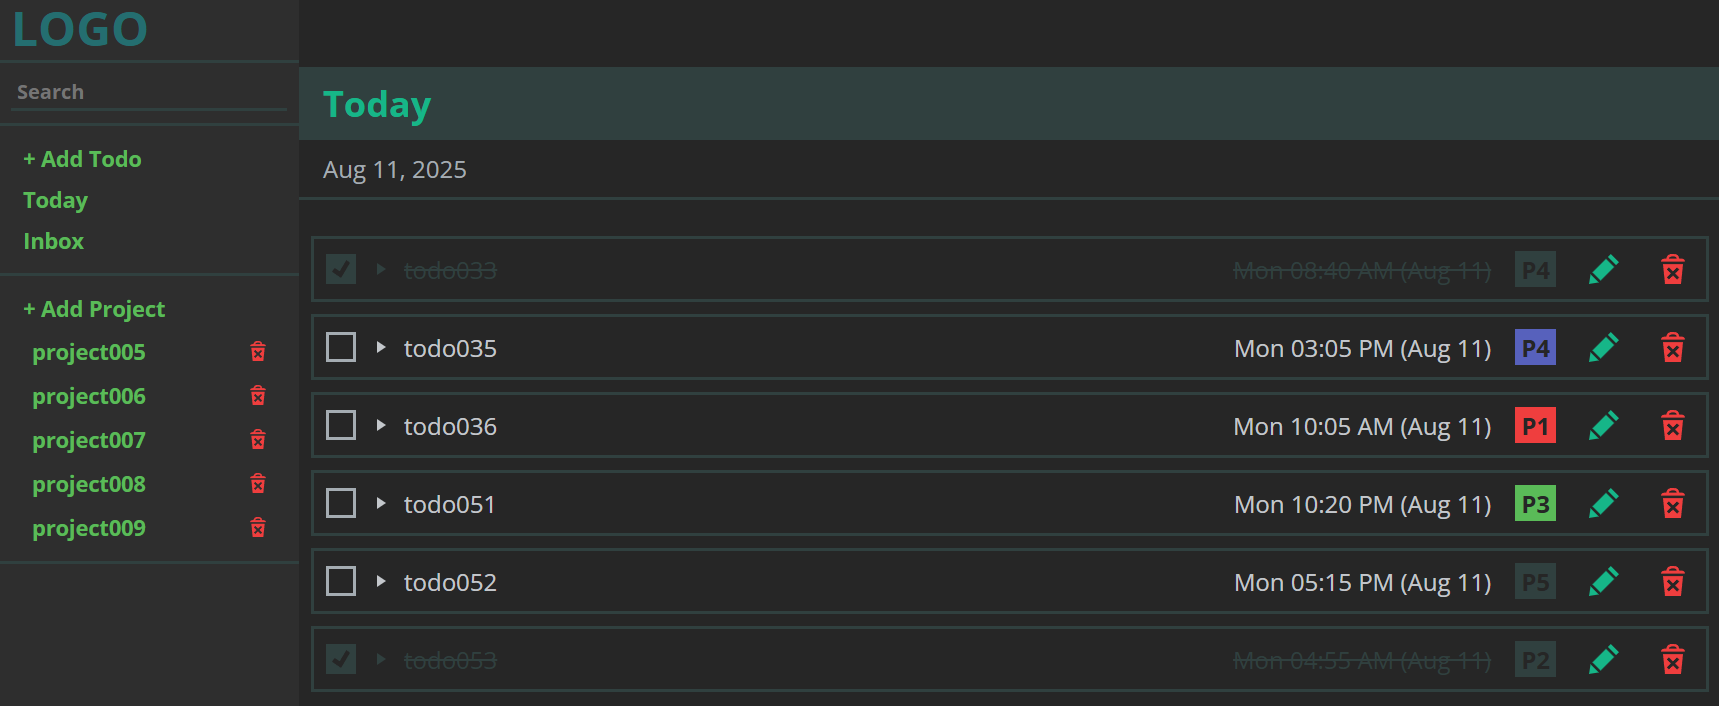 LOGO
Search
+ Add Todo
Today
Inbox
+ Add Project
project005
project006
project007
project008
project009
Today
Aug 11, 2025
todo033 Mon 08:40 AM (Aug 11) P4
todo035 Mon 03:05 PM (Aug 11) P4
todo036 Mon 10:05 AM (Aug 11) P1
todo051 Mon 10:20 PM (Aug 11) P3
todo052 Mon 05:15 PM (Aug 11) P5
todo053 Mon 04:55 AM (Aug 11) P2